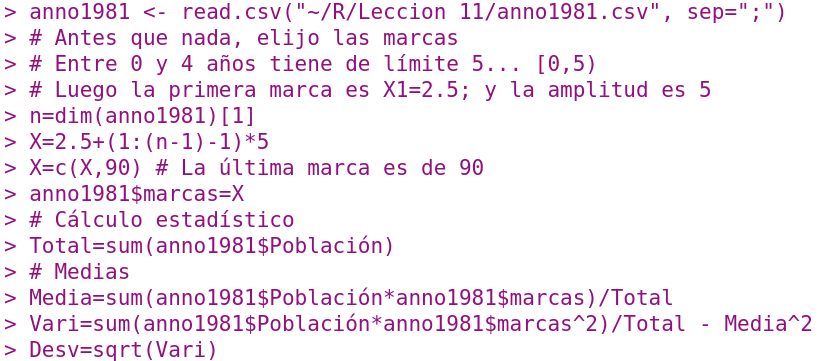 > anno1981 <- read.csv("~/R/Leccion 11/anno1981.csv", sep=";")
> # Antes que nada, elijo las marcas
> # Entre 0 y 4 años tiene de límite 5... [0,5)
> # Luego la primera marca es X1=2.5; y la amplitud es 5
> n=dim(anno1981)[1]
> X=2.5+(1:(n-1)-1)*5
> X=c(X,90) # La última marca es de 90
> anno1981$marcas=X
> # Cálculo estadístico
> Total=sum(anno1981$Población)
> # Medias
> Media=sum(anno1981$Población*anno1981$marcas)/Total
> Vari=sum(anno1981$Población*anno1981$marcas^2)/Total - Media^2
> Desv=sqrt(Vari)